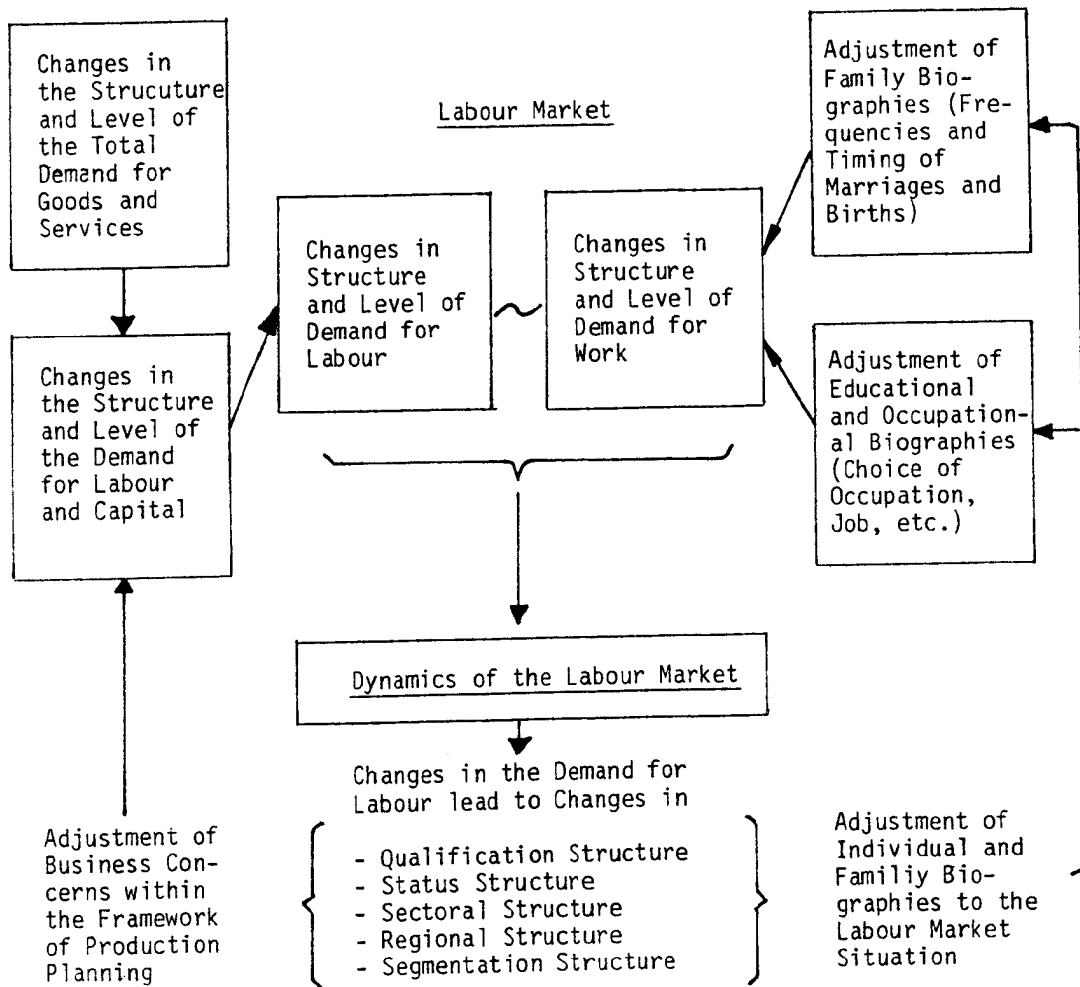 Changes in
the Strucuture
and Level of
the Total
Demand for
Goods and
Services
Labour Market
Adjustment of
Family Bio-
graphies (Fre-
quencies and
Timing of
Marriages and
Births)
Changes in
Structure
and Level of
Demand for
Labour
Changes in
Structure
and Level of
Demand for
Work
Changes in
the Structure
and Level of
the Demand
for Labour
and Capital
Adjustment of
Educational
and Occupation-
al Biographies
(Choice of
Occupation,
Job, etc.)
Dynamics of the Labour Market
Changes in the Demand for
Labour lead to Changes in
Adjustment of
Business Con-
cerns within
the Framework
of Production
Planning
- Qualification Structure
- Status Structure
- Sectoral Structure
- Regional Structure
- Segmentation Structure
Adjustment of
Individual and
Familiy Bio-
graphies to the
Labour Market
Situation